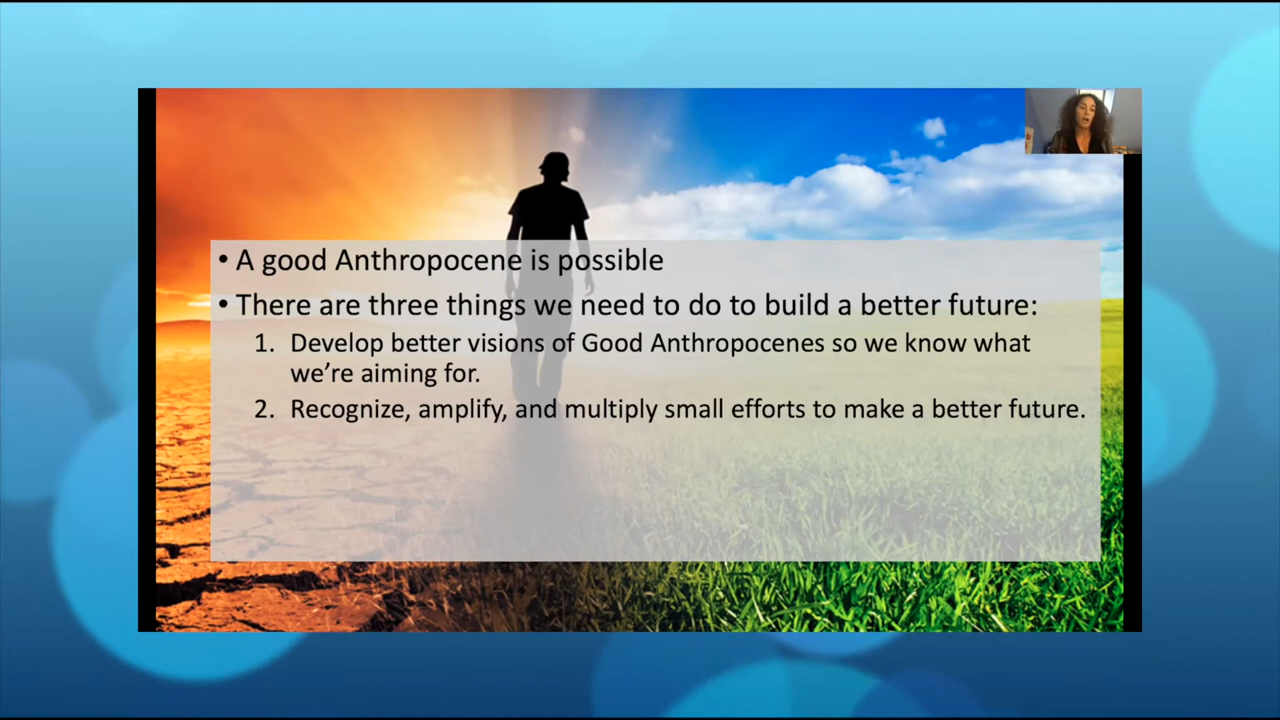 • A good Anthropocene is possible
• There are three things we need to do to build a better future:
1. Develop better visions of Good Anthropocenes so we know what
we’re aiming for.
2. Recognize, amplify, and multiply small efforts to make a better future.